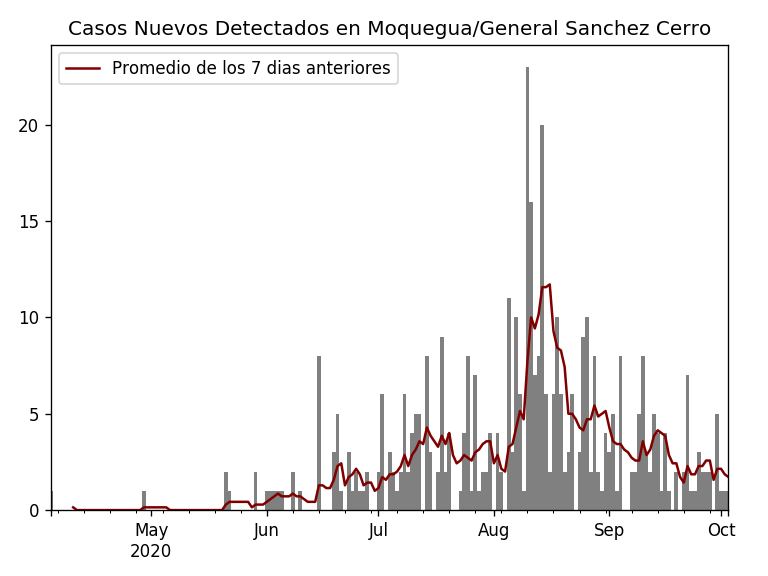 Casos Nuevos Detectados en Moquegua/General Sanchez Cerro
Promedio de los 7 dias anteriores
20
15
10
5
0
May Jun Jul Aug Sep Oct
2020